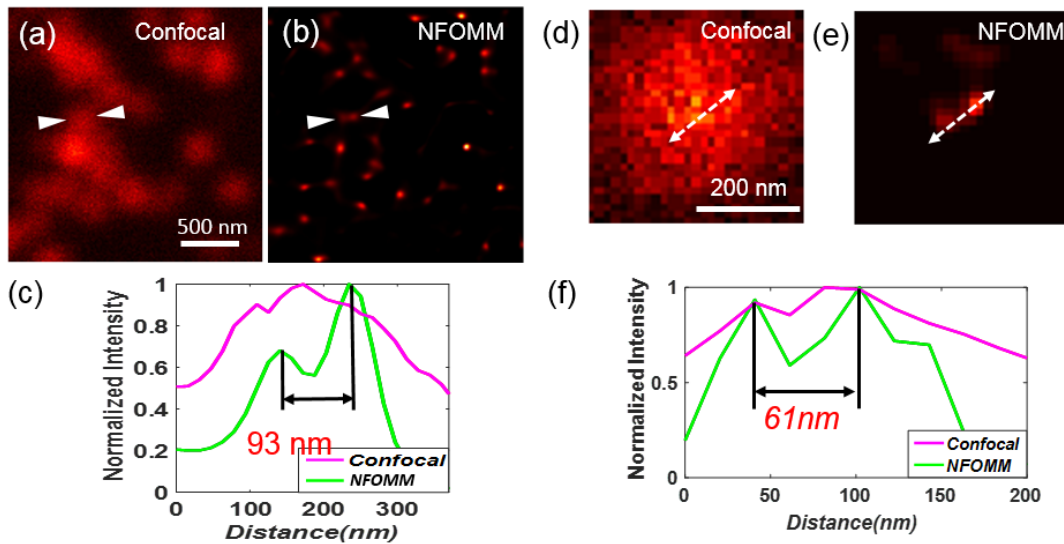 (a)
Confocal
500 nm
(b)
NFOMM
(d)
Confocal
200 nm
(e)
NFOMM
(c)
Normalized Intensity
1
0.8
0.6
0.4
0.2
0
93 nm
Confocal
NFOMM
0
100
200
300
Distance(nm)
(f)
Normalized Intensity
1
0.5
0
61nm
Confocal
NFOMM
0
50
100
150
200
Distance(nm)